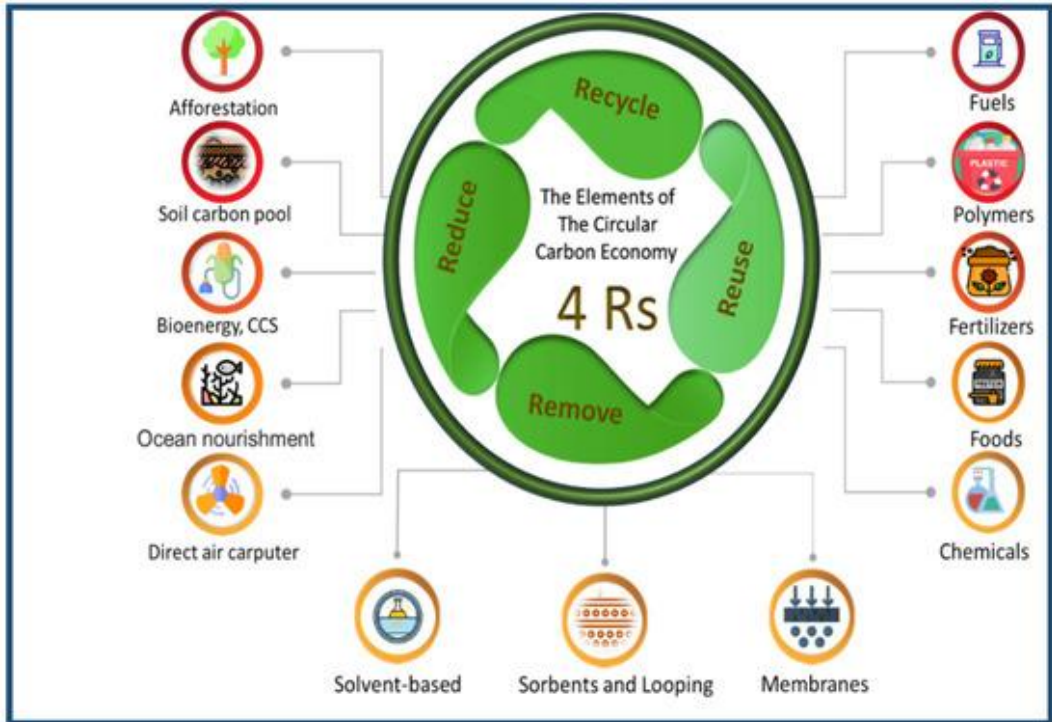 Recycle
Reduce
Reuse
Remove
The Elements of
The Circular
Carbon Economy
4 Rs
Afforestation
Soil carbon pool
Bioenergy, CCS
Ocean nourishment
Direct air carputer
Fuels
PLASTIC
Polymers
Fertilizers
Foods
Chemicals
Solvent-based
Sorbents and Looping
Membranes